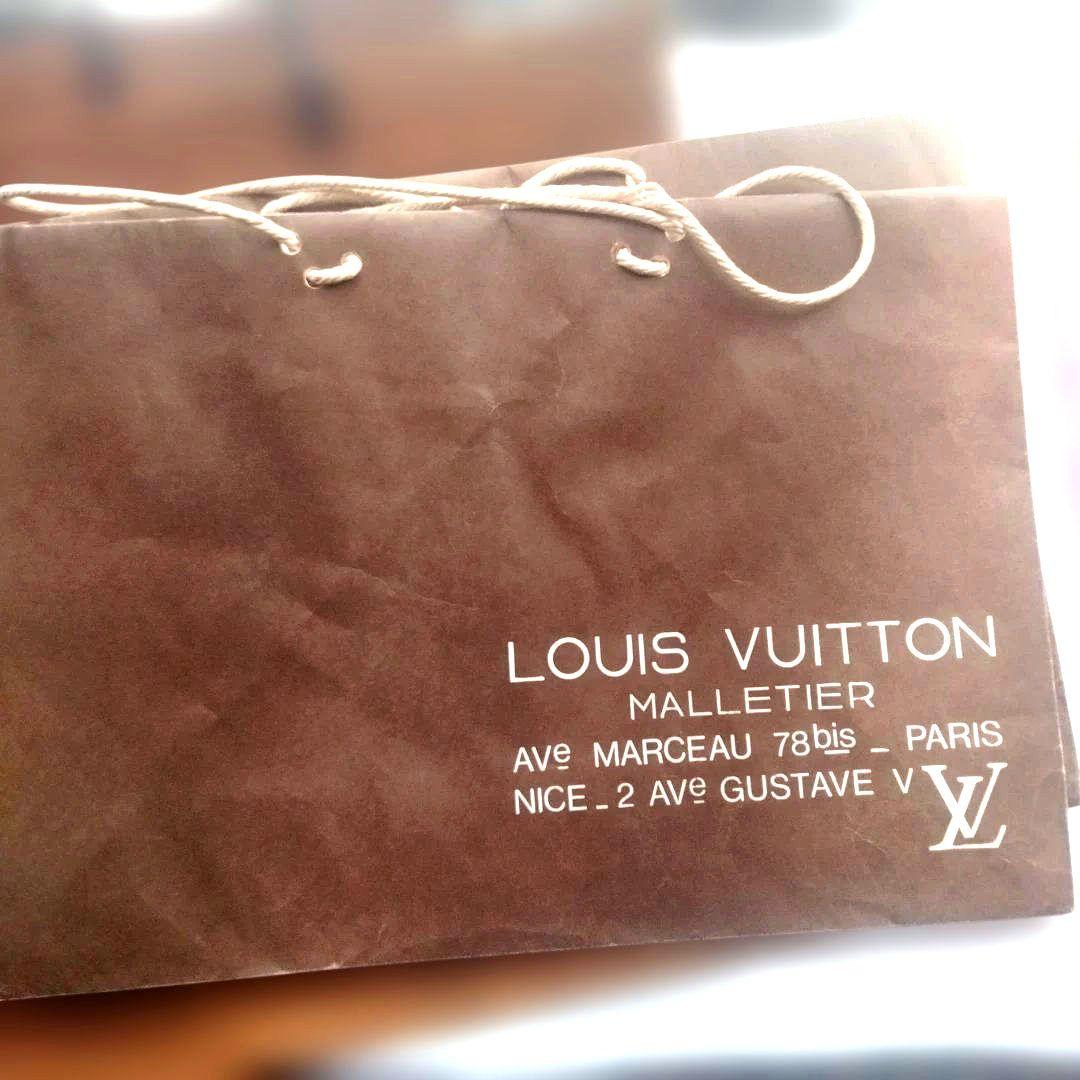 LOUIS VUITTON
MALLETIER
AVe MARCEAU 78bis _ PARIS
NICE _ 2 AVe GUSTAVE V
LV